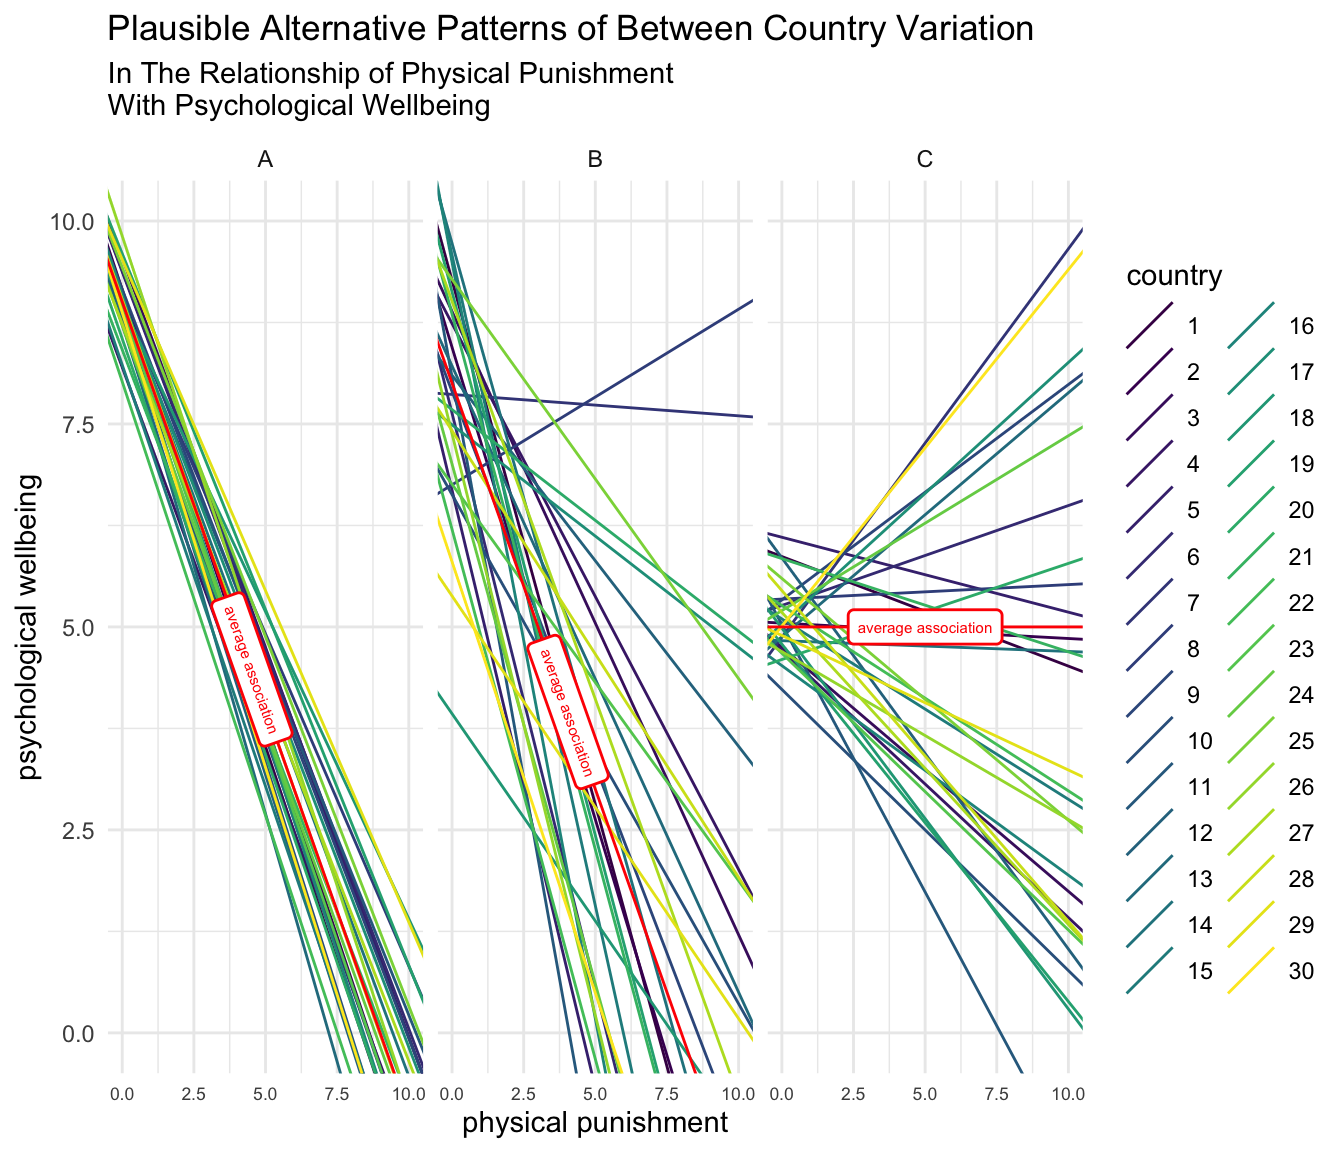 Plausible Alternative Patterns of Between Country Variation
In The Relationship of Physical Punishment
With Psychological Wellbeing
A
B
C
psychological wellbeing
10.0
7.5
5.0
2.5
0.0
average association
average association
average association
0.0 2.5 5.0 7.5 10.0
0.0 2.5 5.0 7.5 10.0
0.0 2.5 5.0 7.5 10.0
physical punishment
country
1
2
3
4
5
6
7
8
9
10
11
12
13
14
15
16
17
18
19
20
21
22
23
24
25
26
27
28
29
30